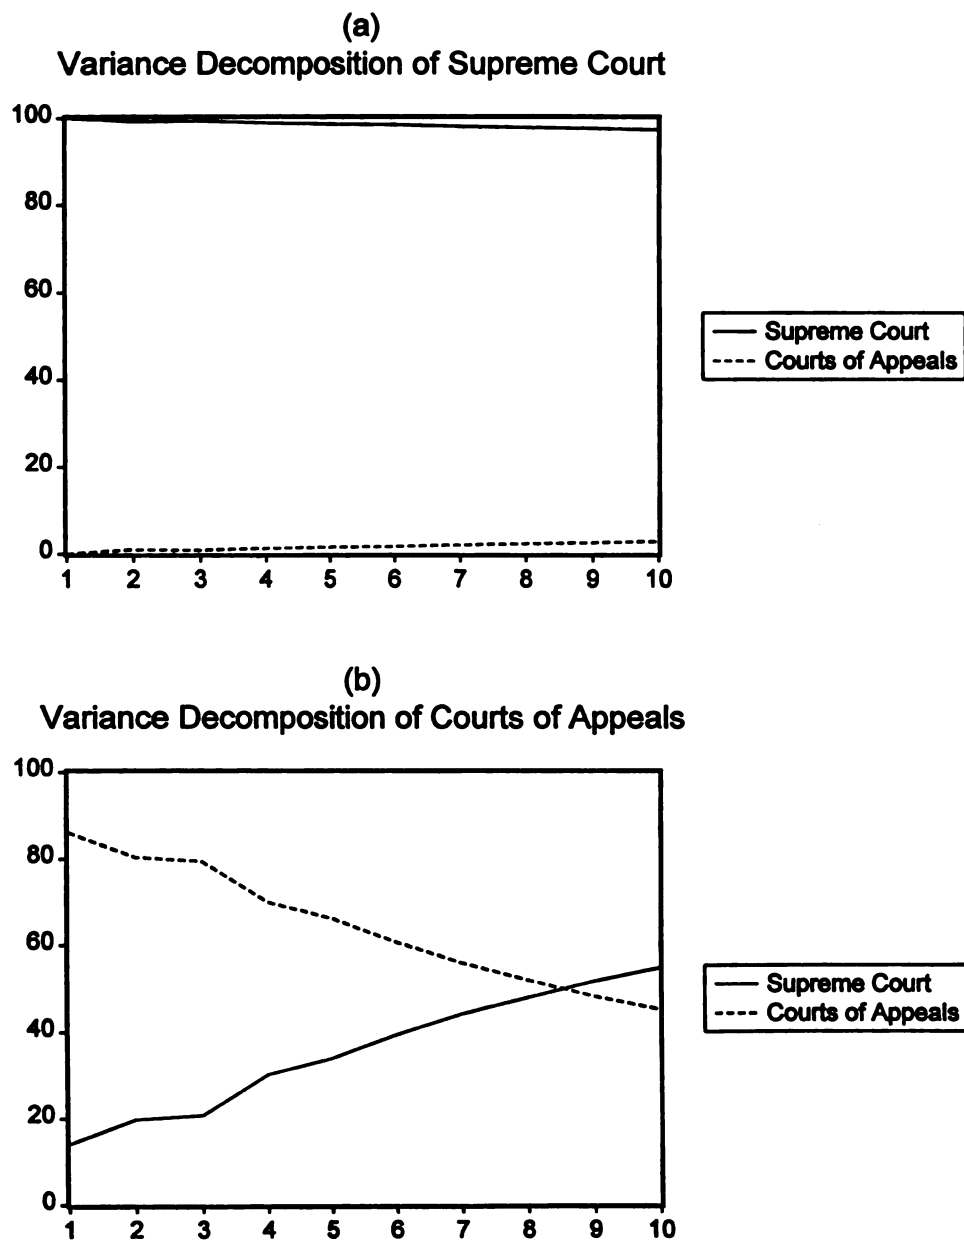 (a)
Variance Decomposition of Supreme Court
100
80
60
40
20
0
1 2 3 4 5 6 7 8 9 10
Supreme Court
Courts of Appeals
(b)
Variance Decomposition of Courts of Appeals
100
80
60
40
20
0
1 2 3 4 5 6 7 8 9 10
Supreme Court
Courts of Appeals